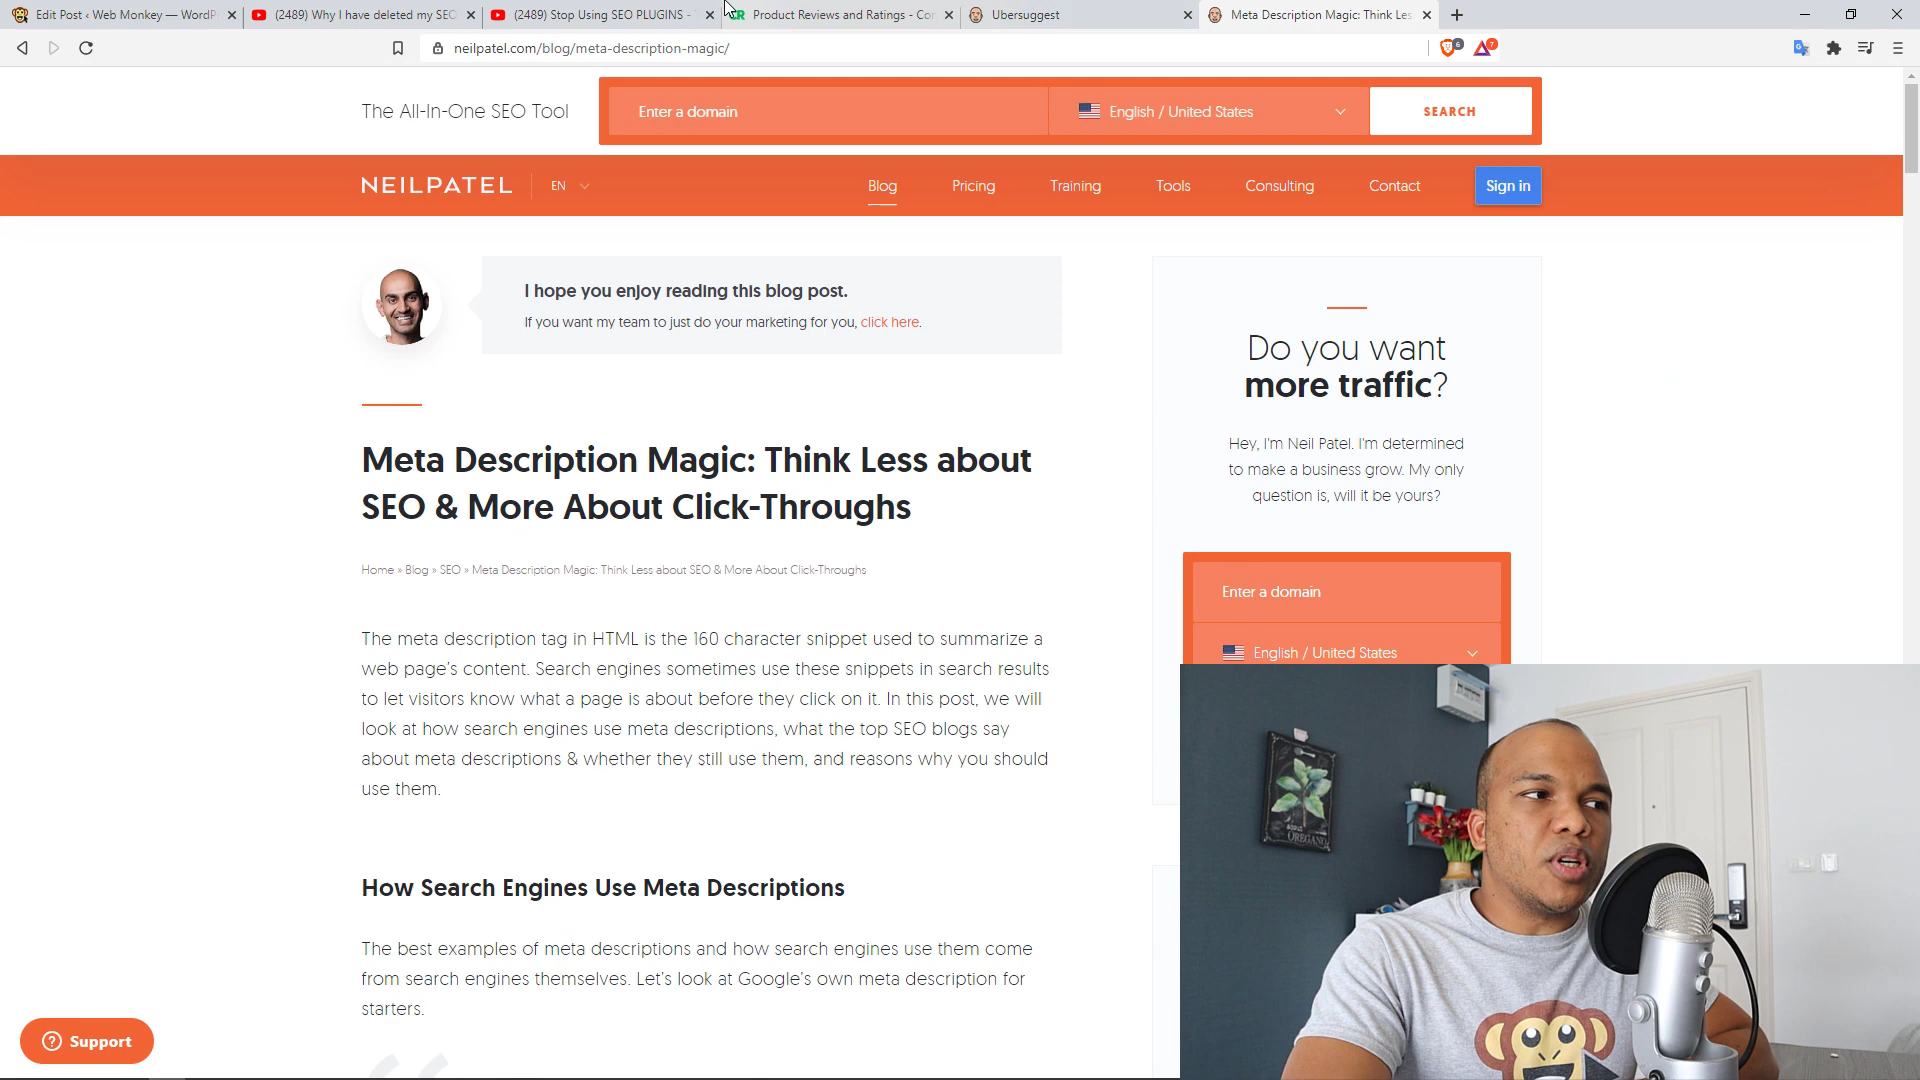 Edit Post ‹ Web Monkey — WordP
(2489) Why I have deleted my SEO
(2489) Stop Using SEO PLUGINS -
Product Reviews and Ratings - Con
Ubersuggest
Meta Description Magic: Think Les
neilpatel.com/blog/meta-description-magic/
6
7
The All-In-One SEO Tool
Enter a domain
English / United States
SEARCH
NEILPATEL
EN
Blog
Pricing
Training
Tools
Consulting
Contact
Sign in
I hope you enjoy reading this blog post.
If you want my team to just do your marketing for you, click here.
Meta Description Magic: Think Less about
SEO & More About Click-Throughs
Home » Blog » SEO » Meta Description Magic: Think Less about SEO & More About Click-Throughs
The meta description tag in HTML is the 160 character snippet used to summarize a
web page's content. Search engines sometimes use these snippets in search results
to let visitors know what a page is about before they click on it. In this post, we will
look at how search engines use meta descriptions, what the top SEO blogs say
about meta descriptions & whether they still use them, and reasons why you should
use them.
How Search Engines Use Meta Descriptions
The best examples of meta descriptions and how search engines use them come
from search engines themselves. Let's look at Google's own meta description for
starters.
Do you want
more traffic?
Hey, I'm Neil Patel. I'm determined
to make a business grow. My only
question is, will it be yours?
Enter a domain
English / United States
OREGANO
Support